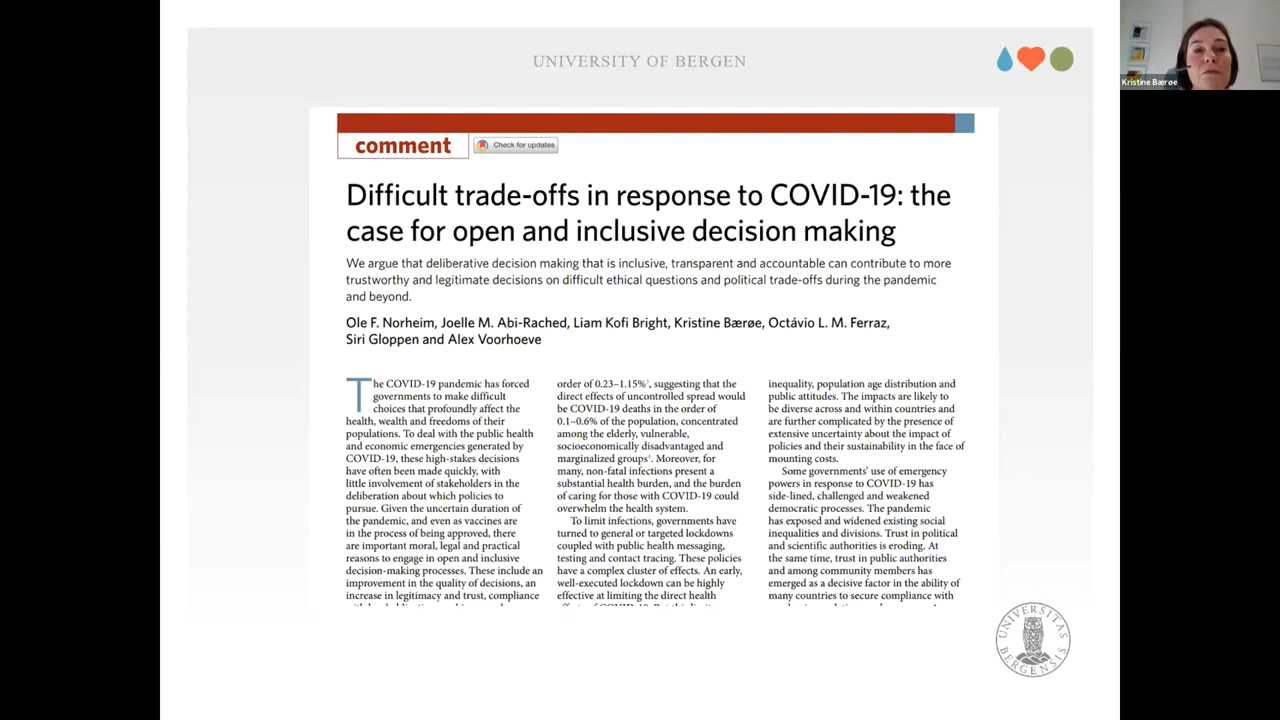 UNIVERSITY OF BERGEN
Kristine Bærøe
comment
Check for updates
Difficult trade-offs in response to COVID-19: the
case for open and inclusive decision making
We argue that deliberative decision making that is inclusive, transparent and accountable can contribute to more
trustworthy and legitimate decisions on difficult ethical questions and political trade-offs during the pandemic
and beyond.
Ole F. Norheim, Joelle M. Abi-Rached, Liam Kofi Bright, Kristine Bærøe, Octávio L. M. Ferraz,
Siri Gloppen and Alex Voorhoeve
The COVID-19 pandemic has forced
governments to make difficult
choices that profoundly affect the
health, wealth and freedoms of their
populations. To deal with the public health
and economic emergencies generated by
COVID-19, these high-stakes decisions
have often been made quickly, with
little involvement of stakeholders in the
deliberation about which policies to
pursue. Given the uncertain duration of
the pandemic, and even as vaccines are
in the process of being approved, there
are important moral, legal and practical
reasons to engage in open and inclusive
decision-making processes. These include an
improvement in the quality of decisions, an
increase in legitimacy and trust, compliance
order of 0.23–1.15%, suggesting that the
direct effects of uncontrolled spread would
be COVID-19 deaths in the order of
0.1–0.6% of the population, concentrated
among the elderly, vulnerable,
socioeconomically disadvantaged and
marginalized groups. Moreover, for
many, non-fatal infections present a
substantial health burden, and the burden
of caring for those with COVID-19 could
overwhelm the health system.
To limit infections, governments have
turned to general or targeted lockdowns
coupled with public health messaging,
testing and contact tracing. These policies
have a complex cluster of effects. An early,
well-executed lockdown can be highly
effective at limiting the direct health
inequality, population age distribution and
public attitudes. The impacts are likely to
be diverse across and within countries and
are further complicated by the presence of
extensive uncertainty about the impact of
policies and their sustainability in the face of
mounting costs.
Some governments' use of emergency
powers in response to COVID-19 has
side-lined, challenged and weakened
democratic processes. The pandemic
has exposed and widened existing social
inequalities and divisions. Trust in political
and scientific authorities is eroding. At
the same time, trust in public authorities
and among community members has
emerged as a decisive factor in the ability of
many countries to secure compliance with
UNIVERSITAS
BERGENSIS